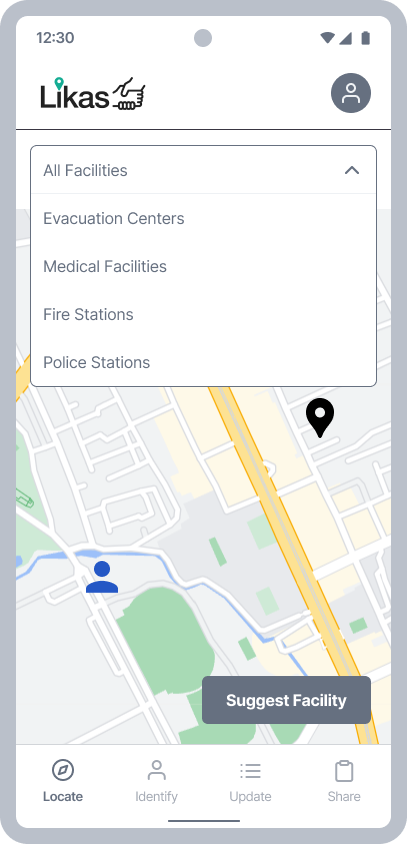 12:30
Likas
All Facilities
Evacuation Centers
Medical Facilities
Fire Stations
Police Stations
Suggest Facility
Locate
Identify
Update
Share